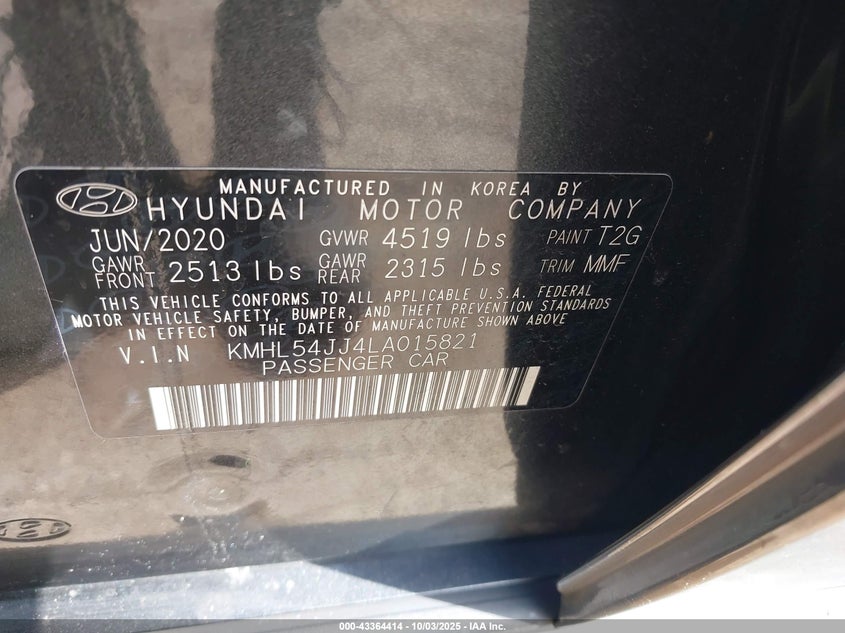 MANUFACTURED IN KOREA BY
HYUNDAI MOTOR COMPANY
JUN/2020 GVWR 4519 lbs PAINT T2G
GAWR FRONT 2513 lbs GAWR REAR 2315 lbs TRIM MMF
THIS VEHICLE CONFORMS TO ALL APPLICABLE U.S.A. FEDERAL
MOTOR VEHICLE SAFETY, BUMPER, AND THEFT PREVENTION STANDARDS
IN EFFECT ON THE DATE OF MANUFACTURE SHOWN ABOVE
V.I.N KMHL54JJ4LA015821
PASSENGER CAR
000-43364414 - 10/03/2025 - IAA Inc.